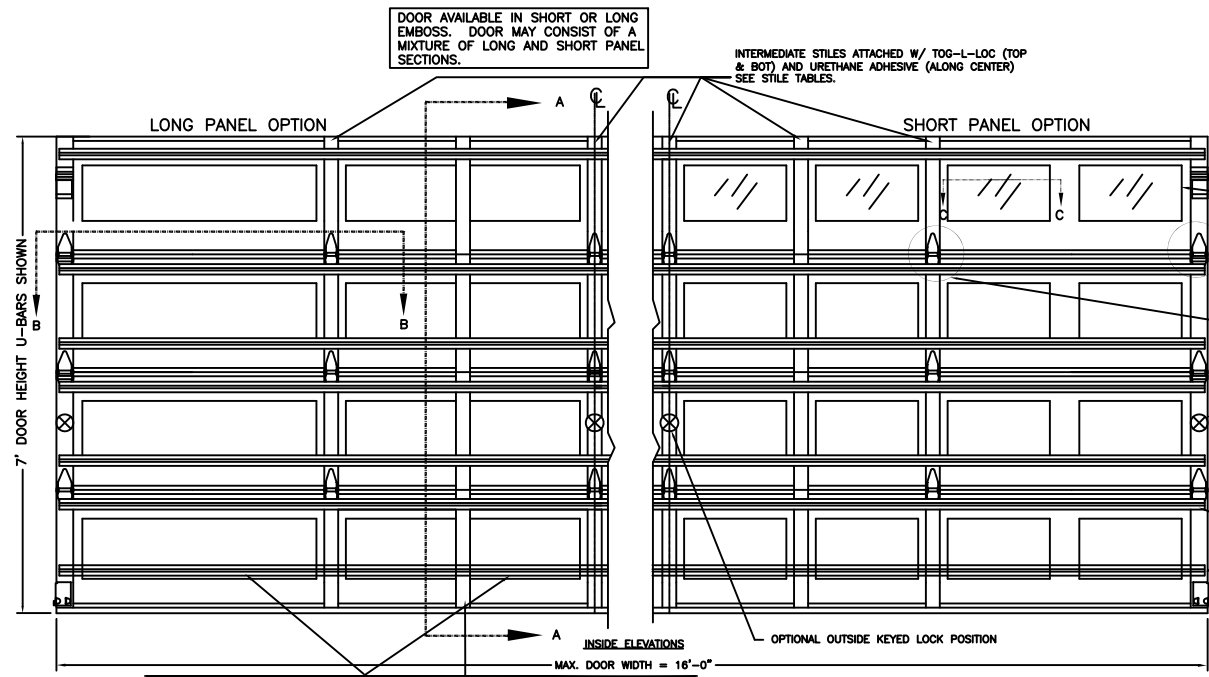 DOOR AVAILABLE IN SHORT OR LONG
EMBOSS. DOOR MAY CONSIST OF A
MIXTURE OF LONG AND SHORT PANEL
SECTIONS.
INTERMEDIATE STILES ATTACHED W/ TOG-L-LOC (TOP
& BOT) AND URETHANE ADHESIVE (ALONG CENTER)
SEE STILE TABLES.
A
℄
℄
LONG PANEL OPTION
SHORT PANEL OPTION
C
C
B
B
7' DOOR HEIGHT U-BARS SHOWN
A
INSIDE ELEVATIONS
OPTIONAL OUTSIDE KEYED LOCK POSITION
MAX. DOOR WIDTH = 16'-0"